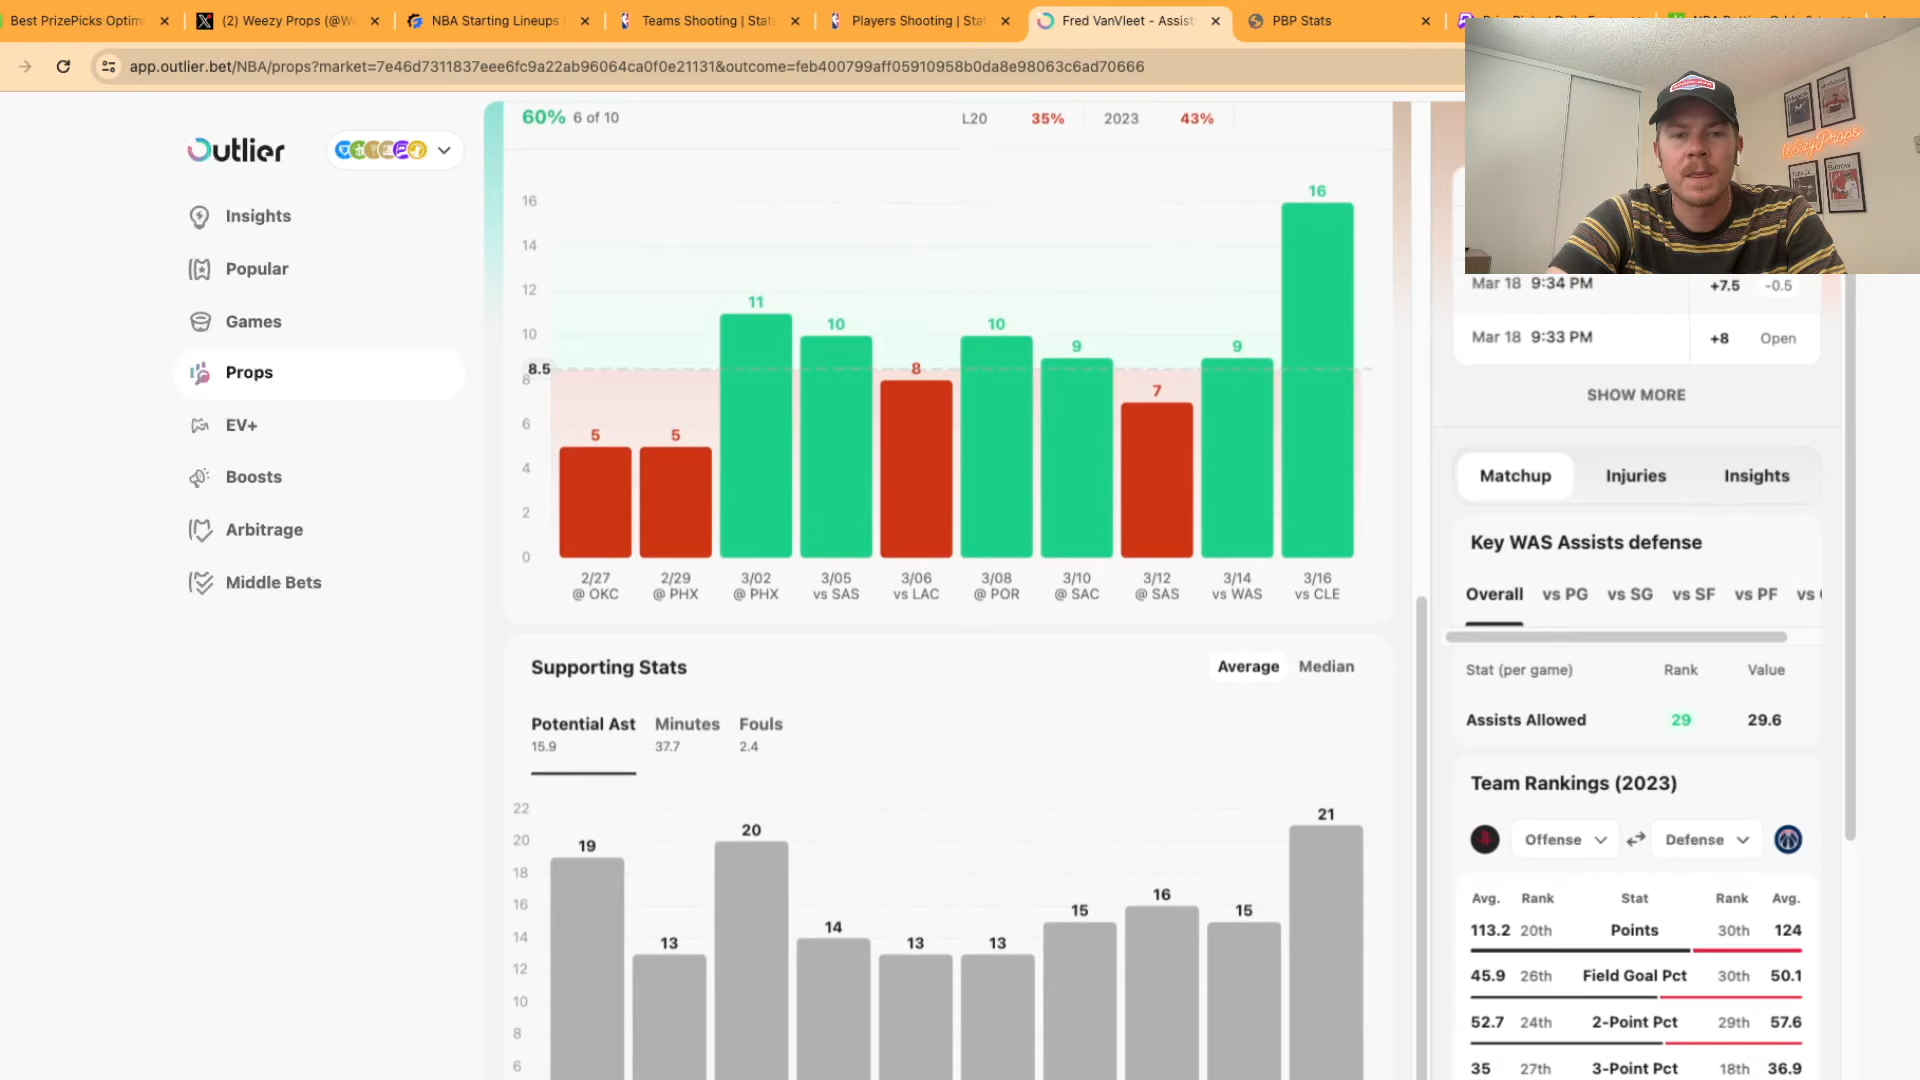 Best PrizePicks Optimi
(2) Weezy Props (@We
NBA Starting Lineups
Teams Shooting | Stats
Players Shooting | Stat
Fred VanVleet - Assist
PBP Stats
app.outlier.bet/NBA/props?market=7e46d7311837eee6fc9a22ab96064ca0f0e21131&outcome=feb400799aff05910958b0da8e98063c6ad70666
Outlier
Insights
Popular
Games
Props
EV+
Boosts
Arbitrage
Middle Bets
60% 6 of 10
L20 35% 2023 43%
16
14
12
10
8.5
8
6
4
2
0
5
5
11
10
8
10
9
7
9
16
2/27 @ OKC
2/29 @ PHX
3/02 @ PHX
3/05 vs SAS
3/06 vs LAC
3/08 @ POR
3/10 @ SAC
3/12 @ SAS
3/14 vs WAS
3/16 vs CLE
Supporting Stats
Average Median
Potential Ast Minutes Fouls
15.9 37.7 2.4
22
20
18
16
14
12
10
8
6
19
13
20
14
13
13
15
16
15
21
WeezyProps
Mar 18 9:34 PM +7.5 -0.5
Mar 18 9:33 PM +8 Open
SHOW MORE
Matchup Injuries Insights
Key WAS Assists defense
Overall vs PG vs SG vs SF vs PF vs
Stat (per game) Rank Value
Assists Allowed 29 29.6
Team Rankings (2023)
Offense Defense
Avg. Rank Stat Rank Avg.
113.2 20th Points 30th 124
45.9 26th Field Goal Pct 30th 50.1
52.7 24th 2-Point Pct 29th 57.6
35 27th 3-Point Pct 18th 36.9